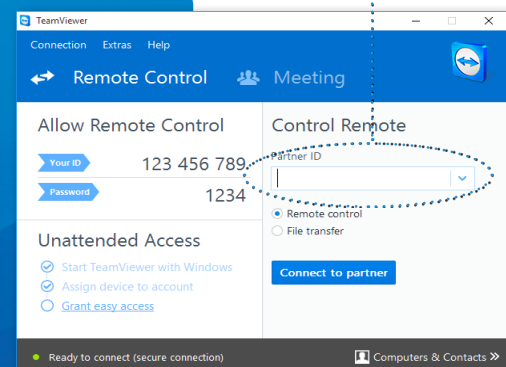 TeamViewer
Connection Extras Help
Remote Control Meeting
Allow Remote Control
Your ID 123 456 789
Password 1234
Unattended Access
Start TeamViewer with Windows
Assign device to account
Grant easy access
Control Remote
Partner ID
Remote control
File transfer
Connect to partner
Ready to connect (secure connection)
Computers & Contacts